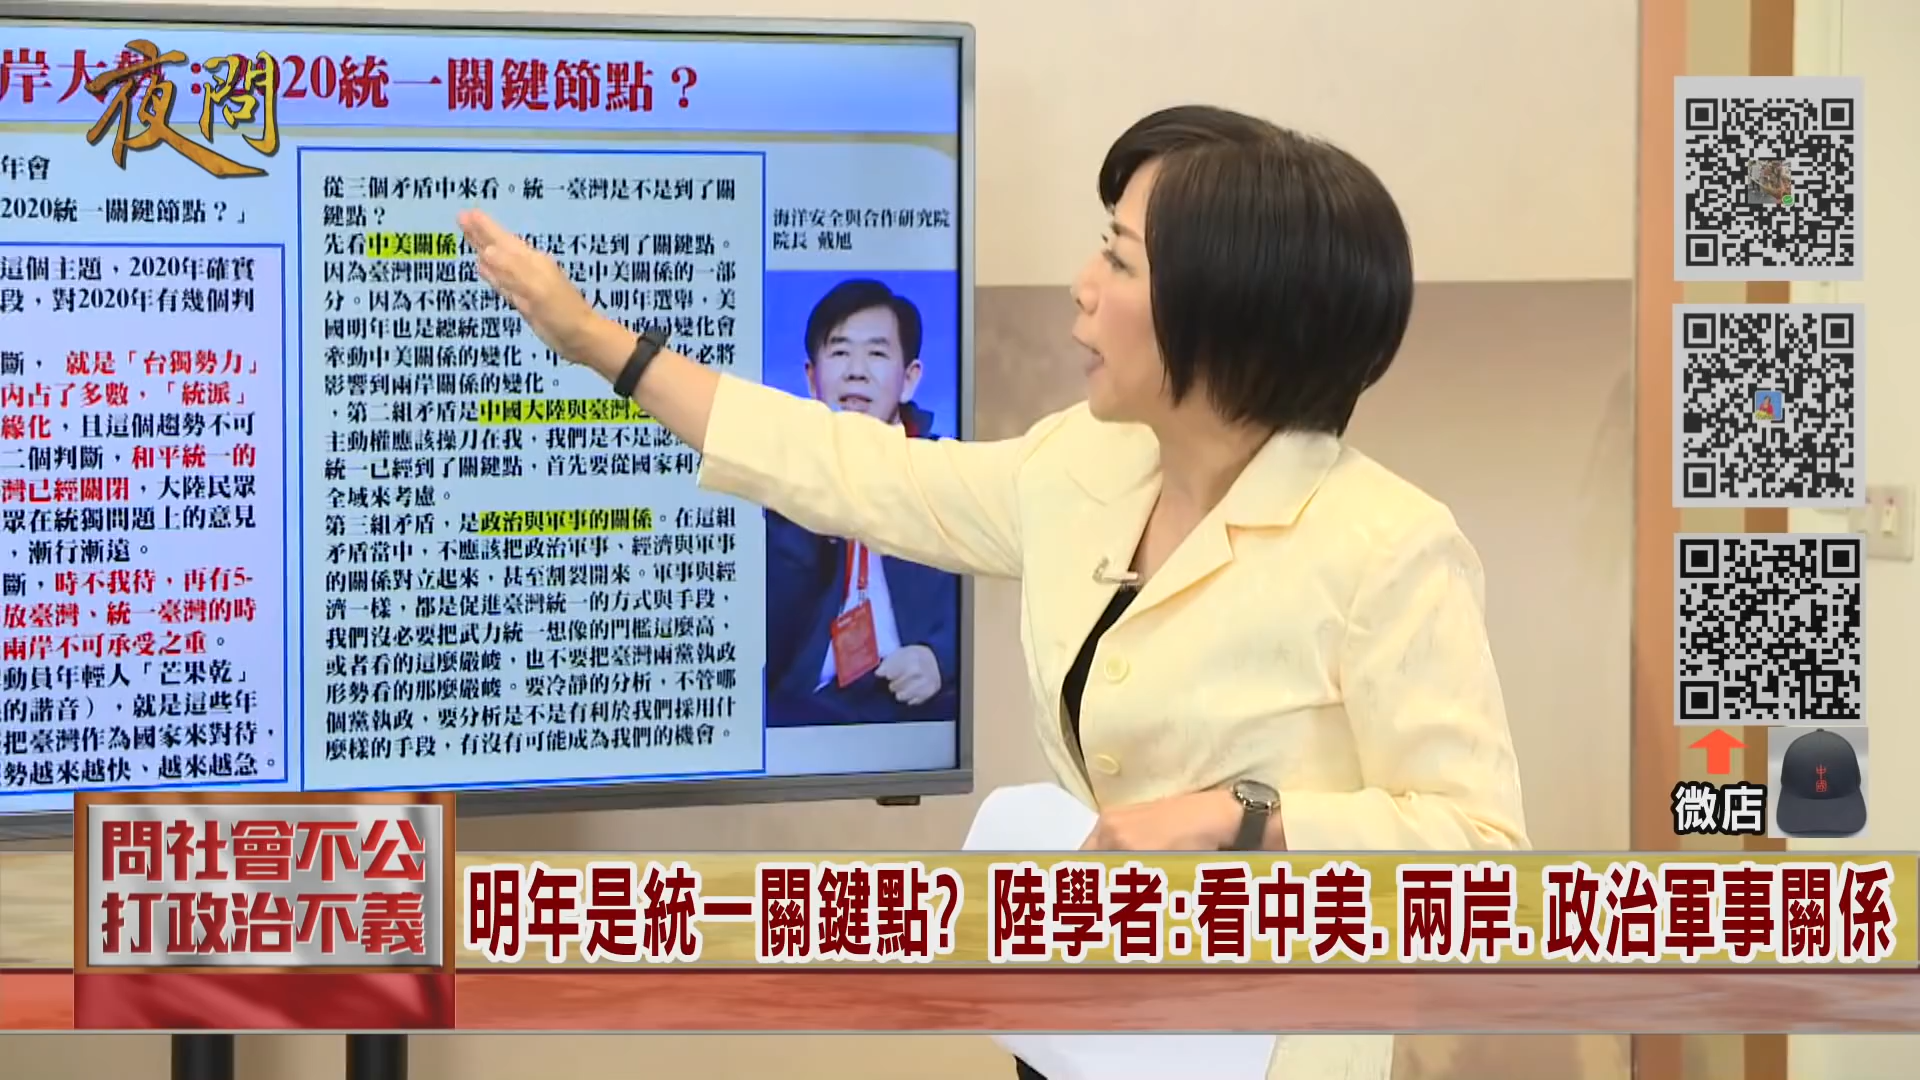 岸大勢：2020統一關鍵節點？
夜問
年會
2020統一關鍵節點？」
這個主題，2020年確實
段，對2020年有幾個判
斷，就是「台獨勢力」
內占了多數，「統派」
緣化，且這個趨勢不可
二個判斷，和平統一的
灣已經關閉，大陸民眾
眾在統獨問題上的意見
，漸行漸遠。
斷，時不我待，再有5-
放臺灣、統一臺灣的時
兩岸不可承受之重。
動員年輕人「芒果乾」
的諧音），就是這些年
把臺灣作為國家來對待，
勢越來越快、越來越急。
從三個矛盾中來看。統一臺灣是不是到了關
鍵點？
先看中美關係在 年是不是到了關鍵點。
因為臺灣問題從 是中美關係的一部
分。因為不僅臺灣 人明年選舉，美
國明年也是總統選舉 政局變化會
牽動中美關係的變化，中 化必將
影響到兩岸關係的變化。
，第二組矛盾是中國大陸與臺灣之
主動權應該操刀在我，我們是不是認
統一已經到了關鍵點，首先要從國家利
全域來考慮。
第三組矛盾，是政治與軍事的關係。在這組
矛盾當中，不應該把政治軍事、經濟與軍事
的關係對立起來，甚至割裂開來。軍事與經
濟一樣，都是促進臺灣統一的方式與手段，
我們沒必要把武力統一想像的門檻這麼高，
或者看的這麼嚴峻，也不要把臺灣兩黨執政
形勢看的那麼嚴峻。要冷靜的分析，不管哪
個黨執政，要分析是不是有利於我們採用什
麼樣的手段，有沒有可能成為我們的機會。
海洋安全與合作研究院
院長 戴旭
微店
中國
問社會不公
打政治不義
明年是統一關鍵點? 陸學者:看中美.兩岸.政治軍事關係